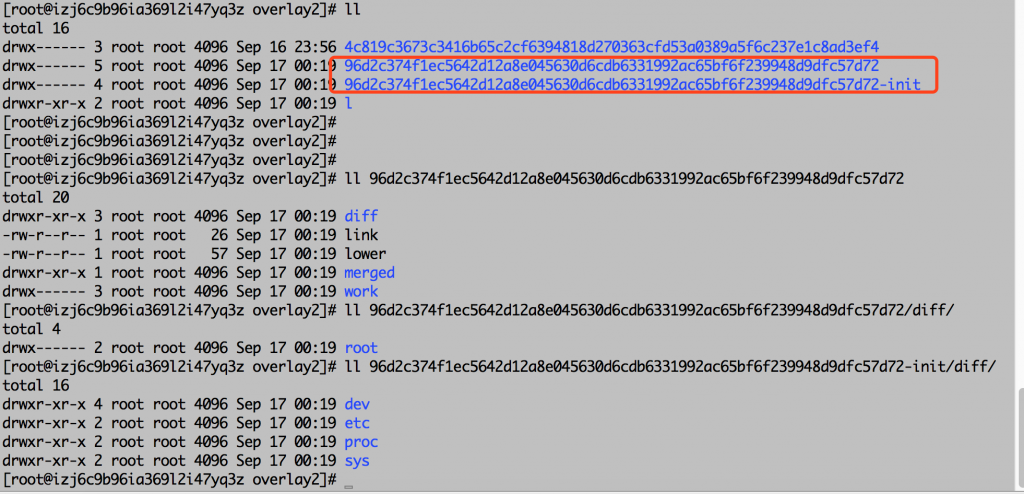 [root@izj6c9b96ia369l2i47yq3z overlay2]# ll
total 16
drwx------ 3 root root 4096 Sep 16 23:56 4c819c3673c3416b65c2cf6394818d270363cfd53a0389a5f6c237e1c8ad3ef4
drwx------ 5 root root 4096 Sep 17 00:19 96d2c374f1ec5642d12a8e045630d6cdb6331992ac65bf6f239948d9dfc57d72
drwx------ 4 root root 4096 Sep 17 00:19 96d2c374f1ec5642d12a8e045630d6cdb6331992ac65bf6f239948d9dfc57d72-init
drwxr-xr-x 2 root root 4096 Sep 17 00:19 l
[root@izj6c9b96ia369l2i47yq3z overlay2]#
[root@izj6c9b96ia369l2i47yq3z overlay2]#
[root@izj6c9b96ia369l2i47yq3z overlay2]#
[root@izj6c9b96ia369l2i47yq3z overlay2]# ll 96d2c374f1ec5642d12a8e045630d6cdb6331992ac65bf6f239948d9dfc57d72
total 20
drwxr-xr-x 3 root root 4096 Sep 17 00:19 diff
-rw-r--r-- 1 root root   26 Sep 17 00:19 link
-rw-r--r-- 1 root root   57 Sep 17 00:19 lower
drwxr-xr-x 1 root root 4096 Sep 17 00:19 merged
drwx------ 3 root root 4096 Sep 17 00:19 work
[root@izj6c9b96ia369l2i47yq3z overlay2]# ll 96d2c374f1ec5642d12a8e045630d6cdb6331992ac65bf6f239948d9dfc57d72/diff/
total 4
drwx------ 2 root root 4096 Sep 17 00:19 root
[root@izj6c9b96ia369l2i47yq3z overlay2]# ll 96d2c374f1ec5642d12a8e045630d6cdb6331992ac65bf6f239948d9dfc57d72-init/diff/
total 16
drwxr-xr-x 4 root root 4096 Sep 17 00:19 dev
drwxr-xr-x 2 root root 4096 Sep 17 00:19 etc
drwxr-xr-x 2 root root 4096 Sep 17 00:19 proc
drwxr-xr-x 2 root root 4096 Sep 17 00:19 sys
[root@izj6c9b96ia369l2i47yq3z overlay2]#